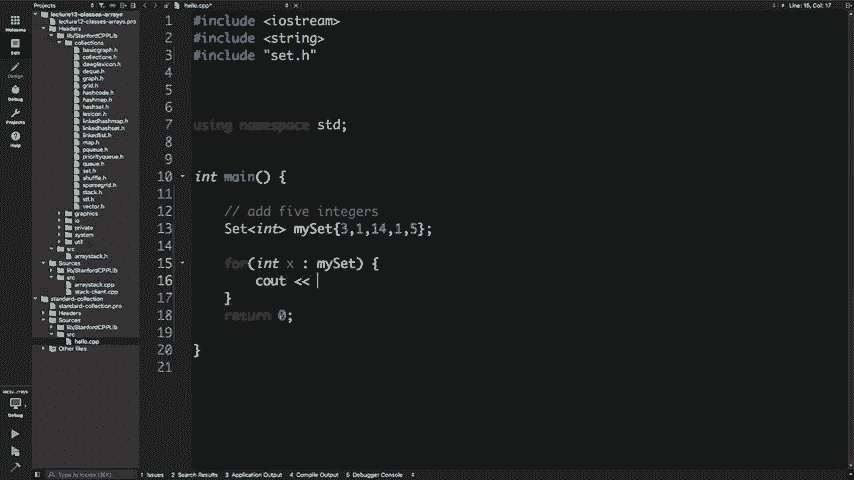 Projects
hello.cpp*
Line: 16, Col: 17
Welcome
Edit
Design
Debug
Projects
Help
lecture12-classes-arrays
lecture12-classes-arrays.pro
Headers
lib/StanfordCPPLib
collections
basicgraph.h
collections.h
dawglexicon.h
deque.h
graph.h
grid.h
hashcode.h
hashmap.h
hashset.h
lexicon.h
linkedhashmap.h
linkedhashset.h
linkedlist.h
map.h
pqueue.h
priorityqueue.h
queue.h
set.h
shuffle.h
sparsegrid.h
stack.h
stl.h
vector.h
graphics
io
private
system
util
src
arraystack.h
Sources
lib/StanfordCPPLib
src
arraystack.cpp
stack-client.cpp
standard-collection
standard-collection.pro
Headers
Sources
lib/StanfordCPPLib
src
hello.cpp
Other files
1 #include <iostream>
2 #include <string>
3 #include "set.h"
4
5
6
7 using namespace std;
8
9
10 int main() {
11
12 // add five integers
13 Set<int> mySet{3,1,14,1,5};
14
15 for(int x : mySet) {
16 cout <<
17 }
18 return 0;
19
20 }
21
Debug
Type to locate (⌘K)
1 Issues 2 Search Results 3 Application Output 4 Compile Output 5 Debugger Console